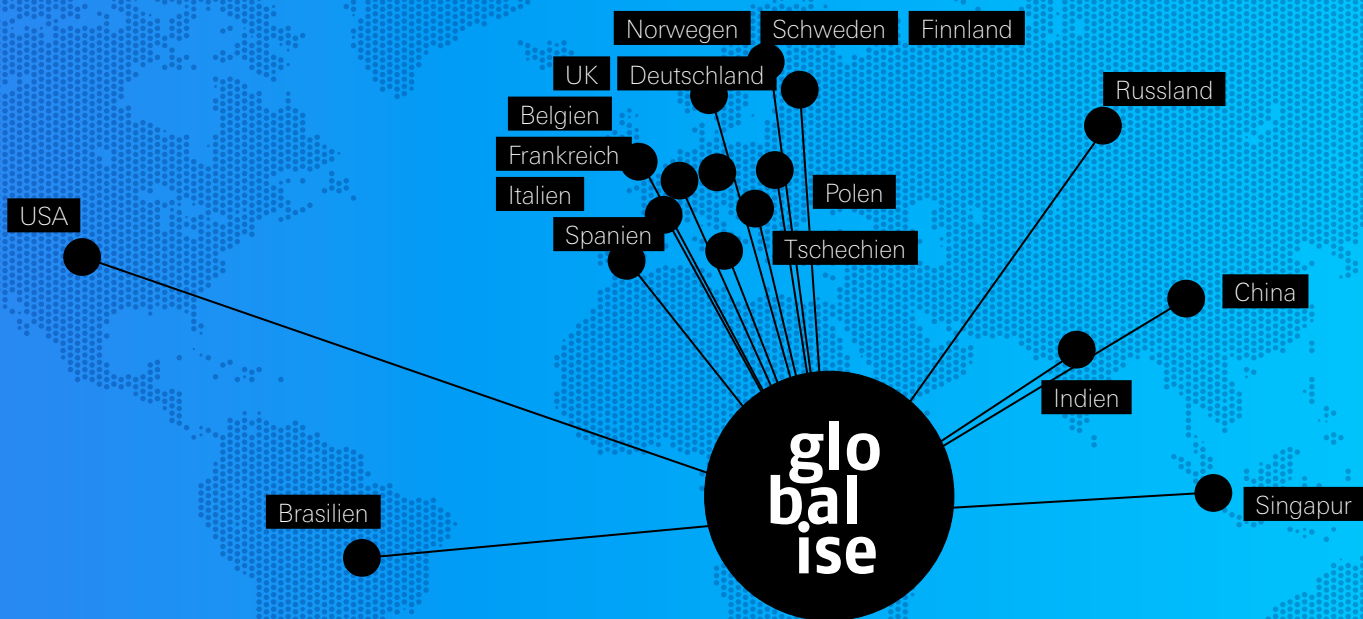 Norwegen Schweden Finnland
UK Deutschland
Russland
Belgien
Frankreich
Italien
Polen
USA
Spanien
Tschechien
China
Indien
Brasilien
Singapur
glo
bal
ise